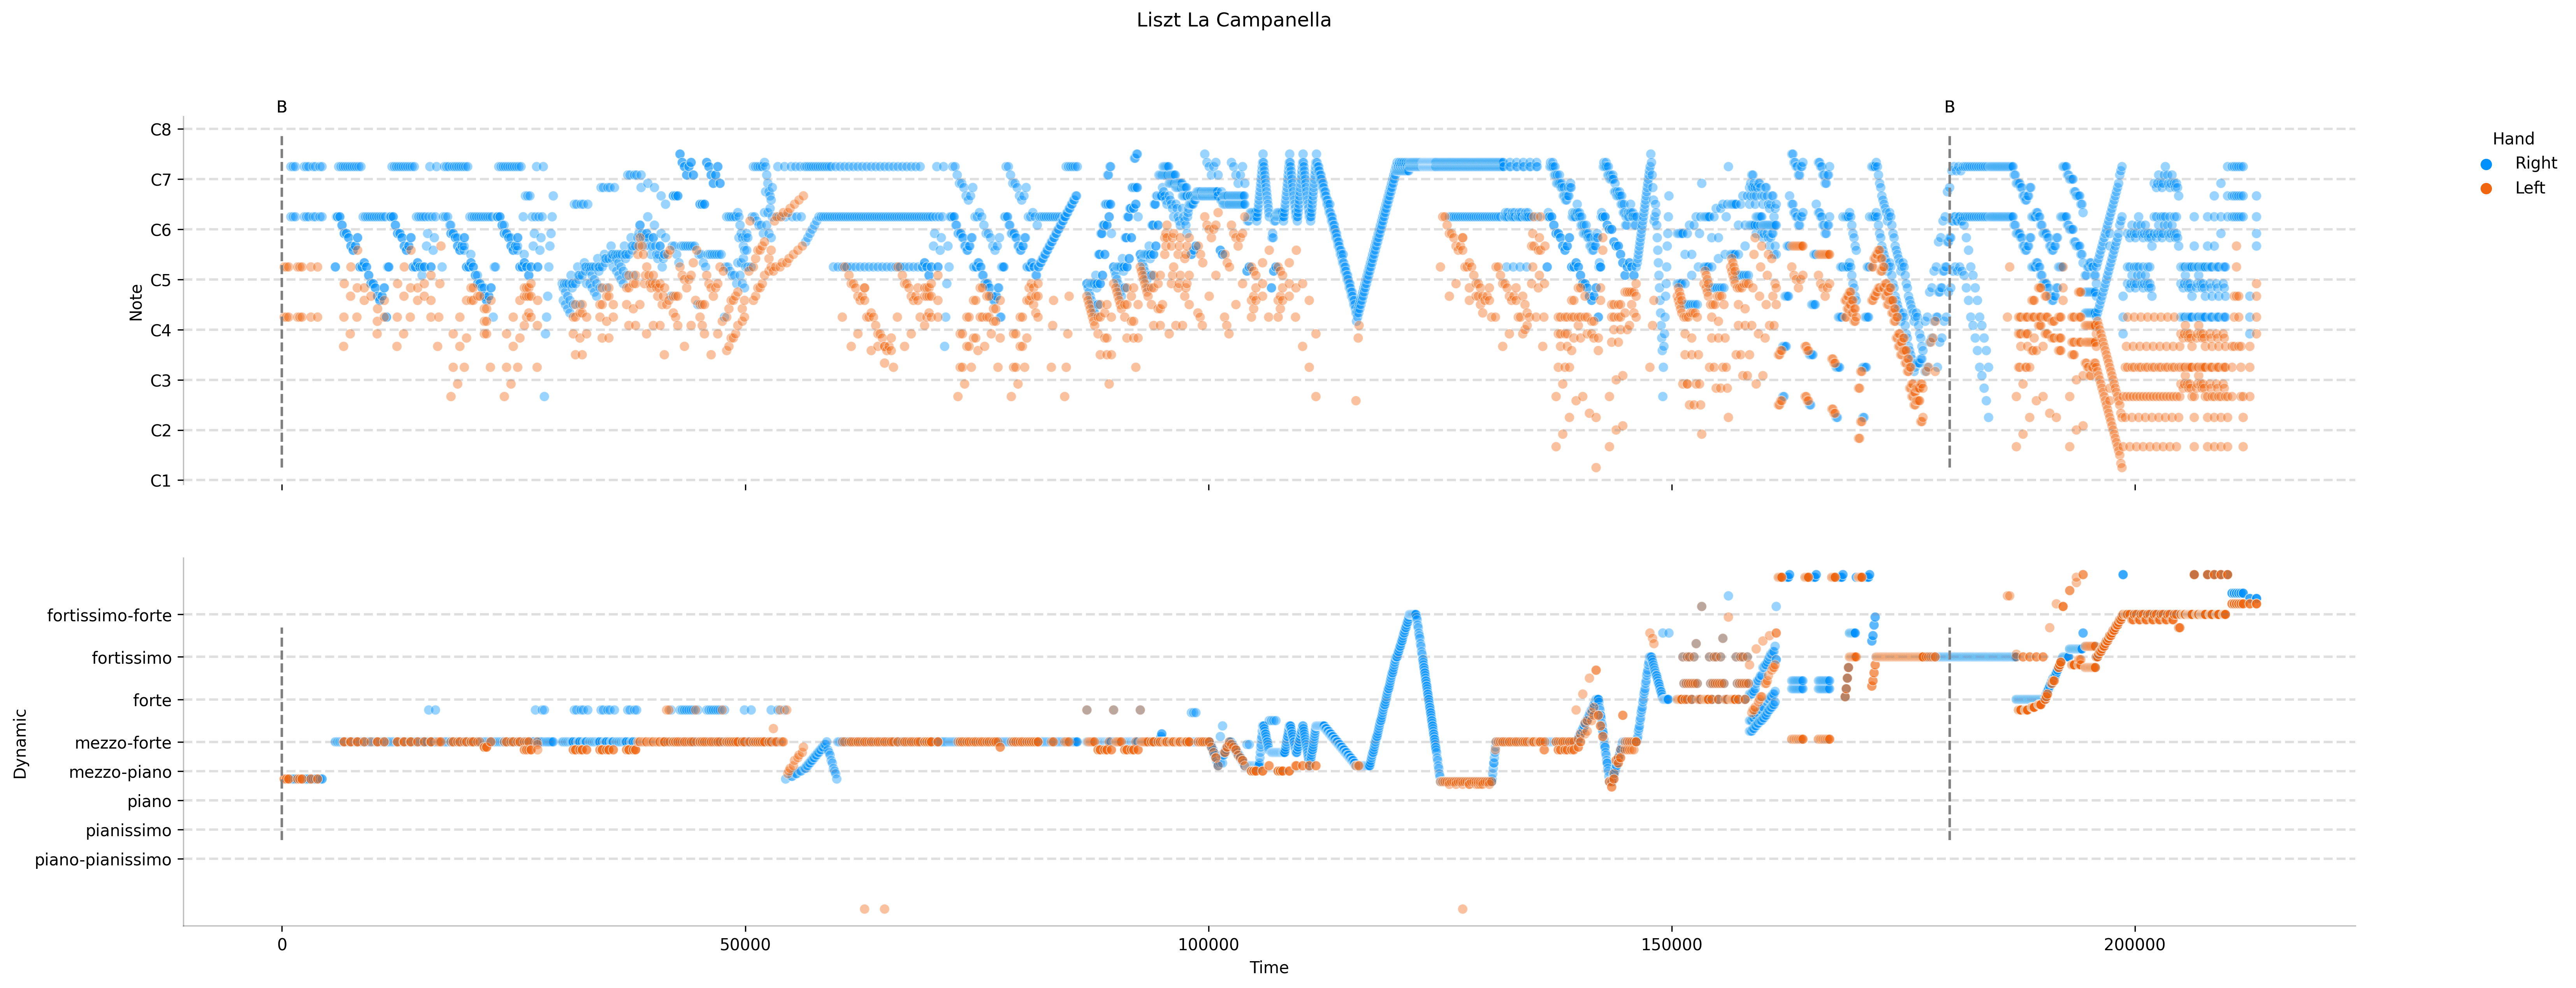 Liszt La Campanella
B B
Hand
Right
Left
C8
C7
C6
C5
C4
C3
C2
C1
Note
fortissimo-forte
fortissimo
forte
mezzo-forte
mezzo-piano
piano
pianissimo
piano-pianissimo
Dynamic
0 50000 100000 150000 200000
Time